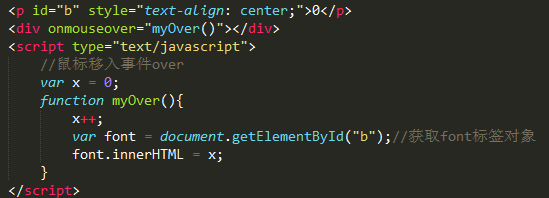 <p id="b" style="text-align: center;">0</p>
<div onmouseover="myOver()"></div>
<script type="text/javascript">
    //鼠标移入事件over
    var x = 0;
    function myOver(){
        x++;
        var font = document.getElementById("b");//获取font标签对象
        font.innerHTML = x;
    }
</script>